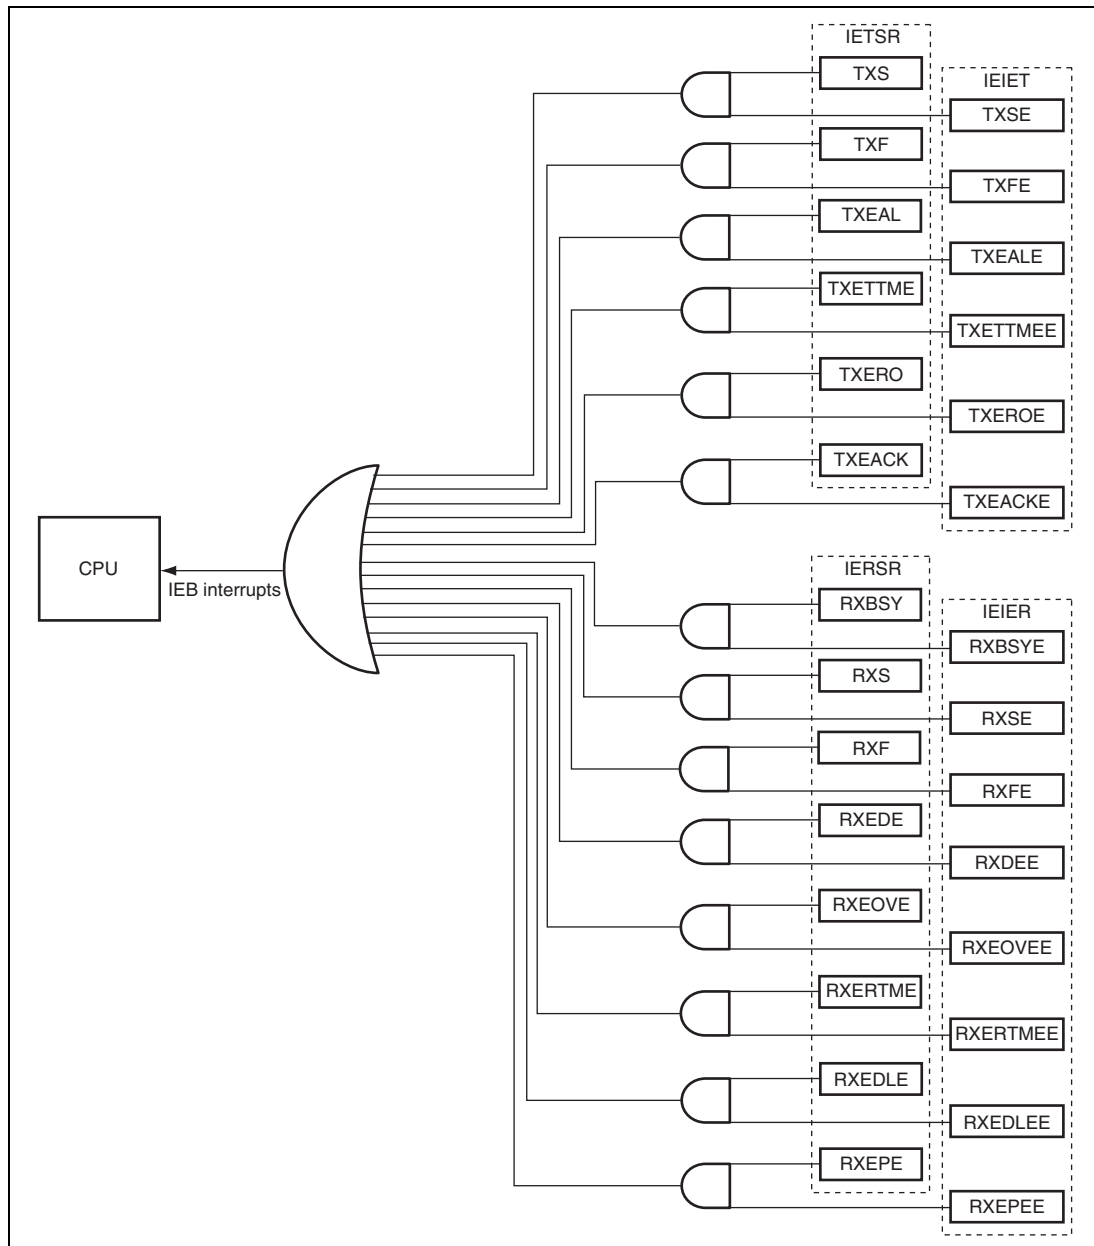 IETSR
TXS
IEIET
TXSE
TXF
TXFE
TXEAL
TXEALE
TXETTME
TXETTMEE
TXERO
TXEROE
TXEACK
TXEACKE
CPU
IEB interrupts
IERSR
RXBSY
IEIER
RXBSYE
RXS
RXSE
RXF
RXFE
RXEDE
RXDEE
RXEOVE
RXEOVEE
RXERTME
RXERTMEE
RXEDLE
RXEDLEE
RXEPE
RXEPEE